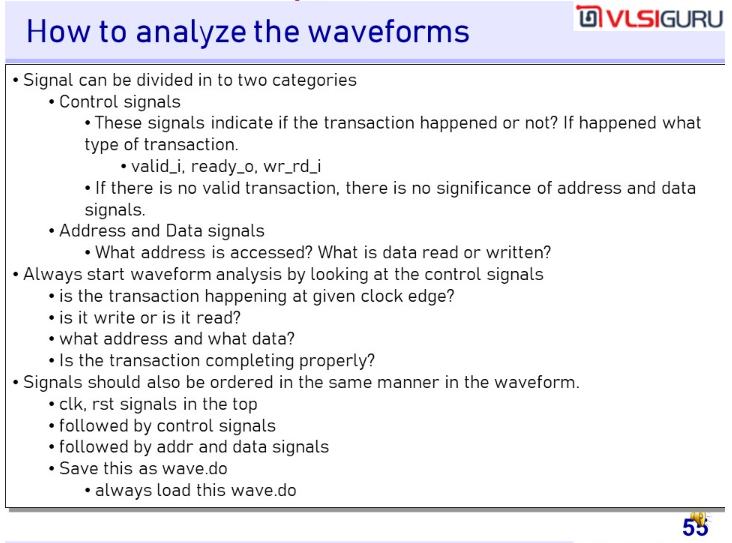 VLSIGURU
How to analyze the waveforms
• Signal can be divided in to two categories
• Control signals
• These signals indicate if the transaction happened or not? If happened what
type of transaction.
• valid_i, ready_o, wr_rd_i
• If there is no valid transaction, there is no significance of address and data
signals.
• Address and Data signals
• What address is accessed? What is data read or written?
• Always start waveform analysis by looking at the control signals
• is the transaction happening at given clock edge?
• is it write or is it read?
• what address and what data?
• Is the transaction completing properly?
• Signals should also be ordered in the same manner in the waveform.
• clk, rst signals in the top
• followed by control signals
• followed by addr and data signals
• Save this as wave.do
• always load this wave.do
55